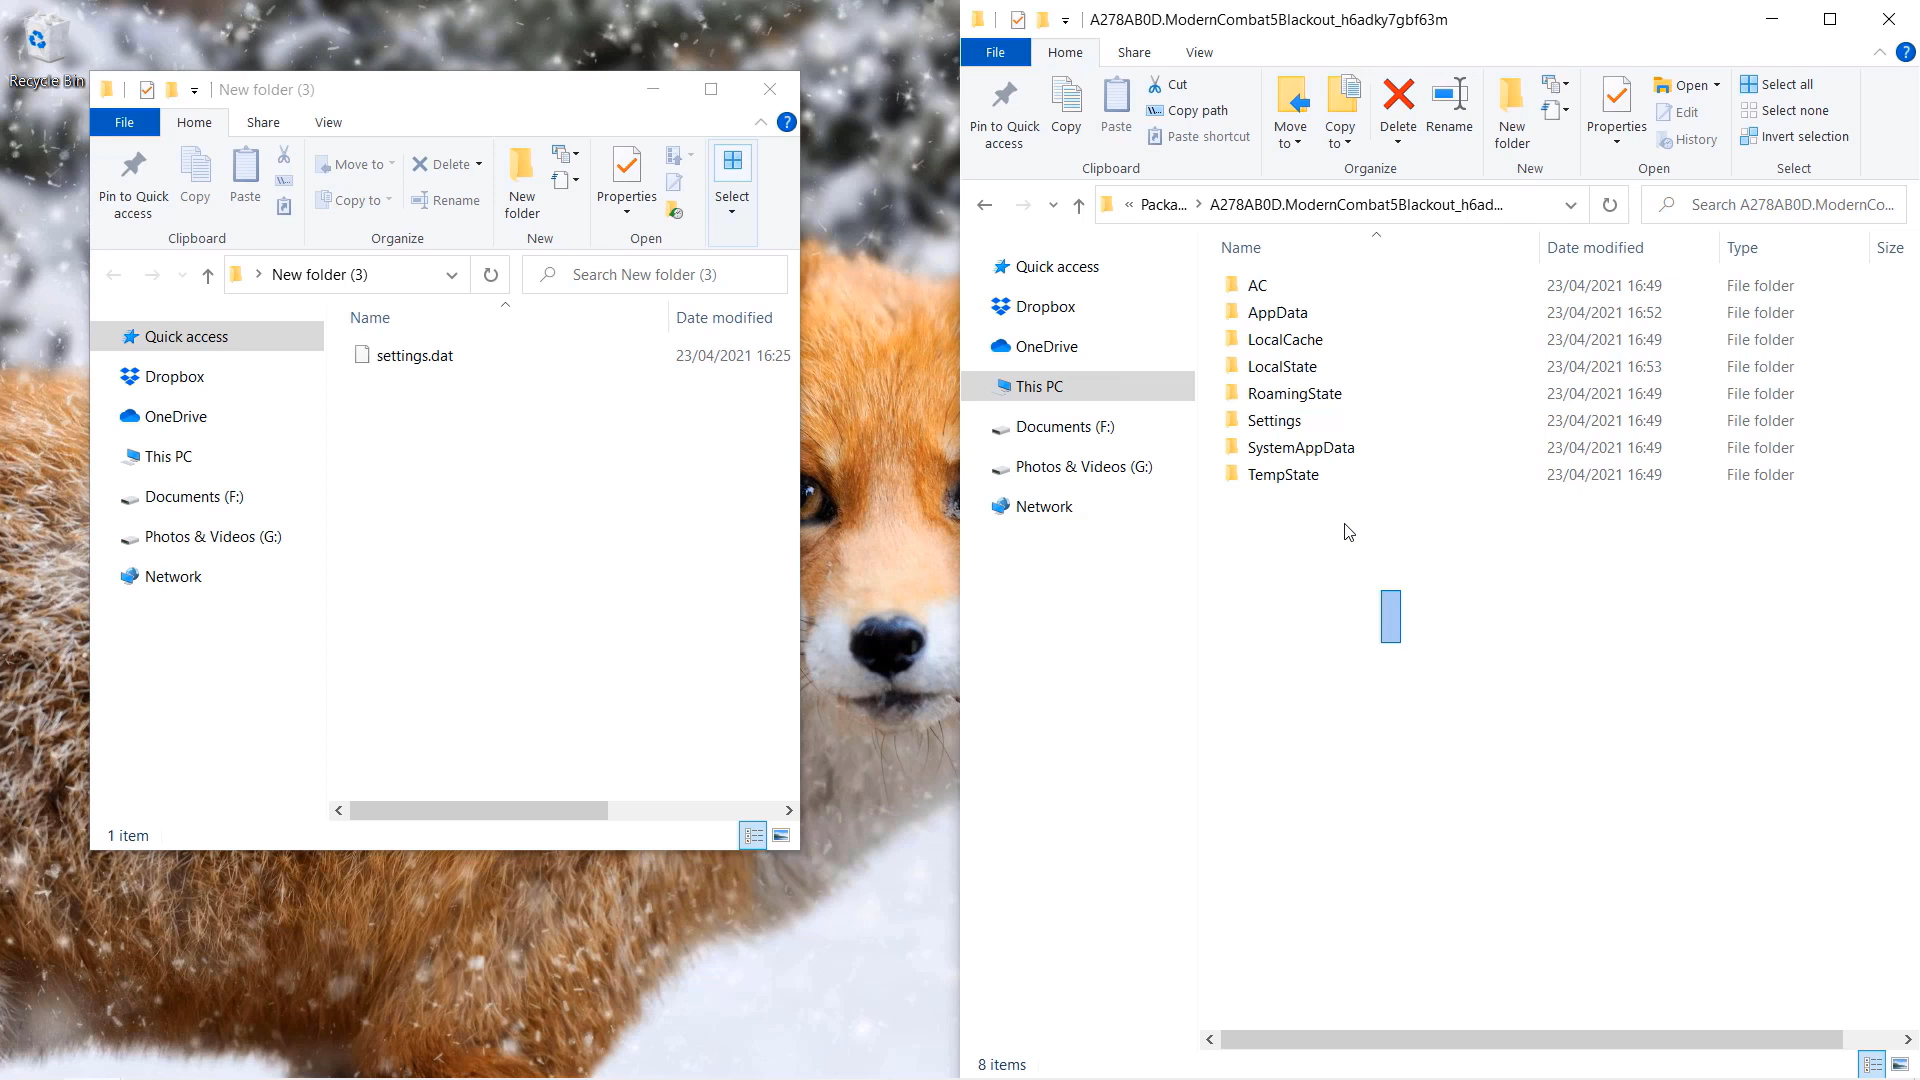 Recycle Bin
New folder (3)
File
Home
Share
View
Pin to Quick access
Copy
Paste
Clipboard
Move to
Copy to
Delete
Rename
Organize
New folder
New
Properties
Open
Select
New folder (3)
Search New folder (3)
Name
Date modified
settings.dat
23/04/2021 16:25
Quick access
Dropbox
OneDrive
This PC
Documents (F:)
Photos & Videos (G:)
Network
1 item
A278AB0D.ModernCombat5Blackout_h6adky7gbf63m
File
Home
Share
View
Pin to Quick access
Copy
Paste
Cut
Copy path
Paste shortcut
Clipboard
Move to
Copy to
Delete
Rename
Organize
New folder
New
Properties
Open
Edit
History
Open
Select all
Select none
Invert selection
Select
« Packa...
A278AB0D.ModernCombat5Blackout_h6ad...
Search A278AB0D.ModernCo...
Name
Date modified
Type
Size
AC 23/04/2021 16:49 File folder
AppData 23/04/2021 16:52 File folder
LocalCache 23/04/2021 16:49 File folder
LocalState 23/04/2021 16:53 File folder
RoamingState 23/04/2021 16:49 File folder
Settings 23/04/2021 16:49 File folder
SystemAppData 23/04/2021 16:49 File folder
TempState 23/04/2021 16:49 File folder
Quick access
Dropbox
OneDrive
This PC
Documents (F:)
Photos & Videos (G:)
Network
8 items